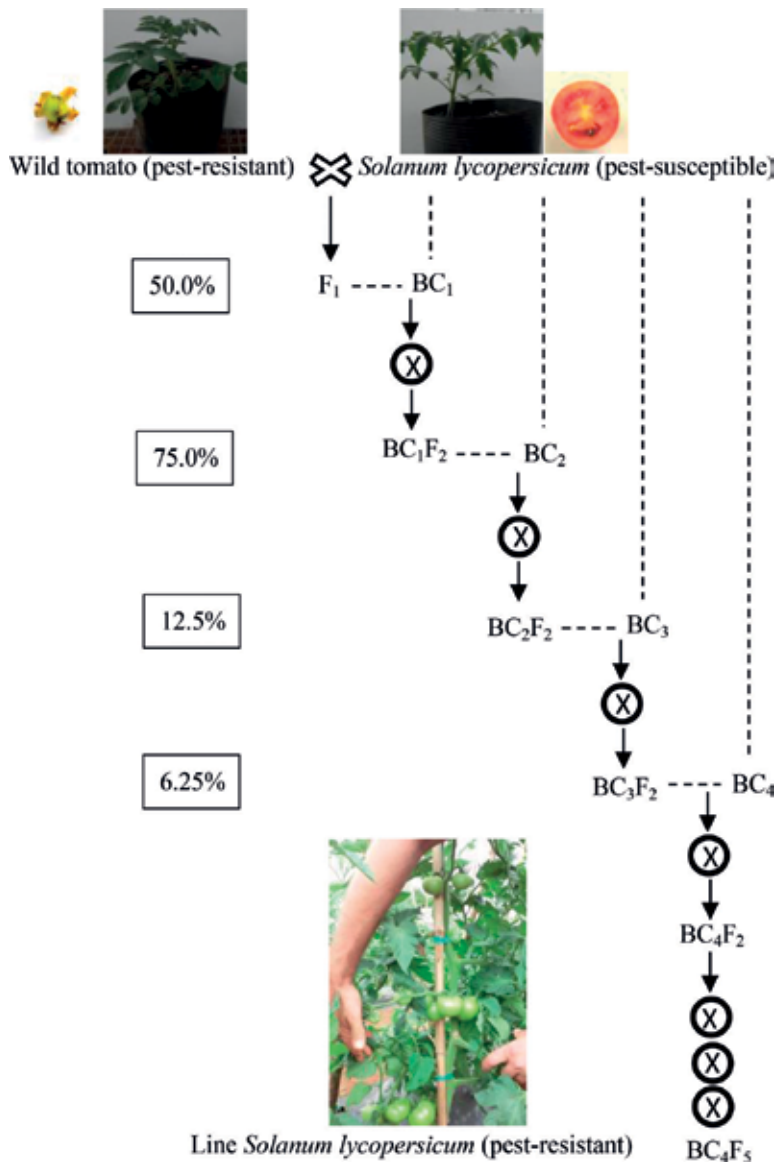 Wild tomato (pest-resistant) Solanum lycopersicum (pest-susceptible)
50.0% F₁ BC₁
X
75.0% BC₁F₂ BC₂
X
12.5% BC₂F₂ BC₃
X
6.25% BC₃F₂ BC₄
X
BC₄F₂
X
X
X
Line Solanum lycopersicum (pest-resistant) BC₄F₅